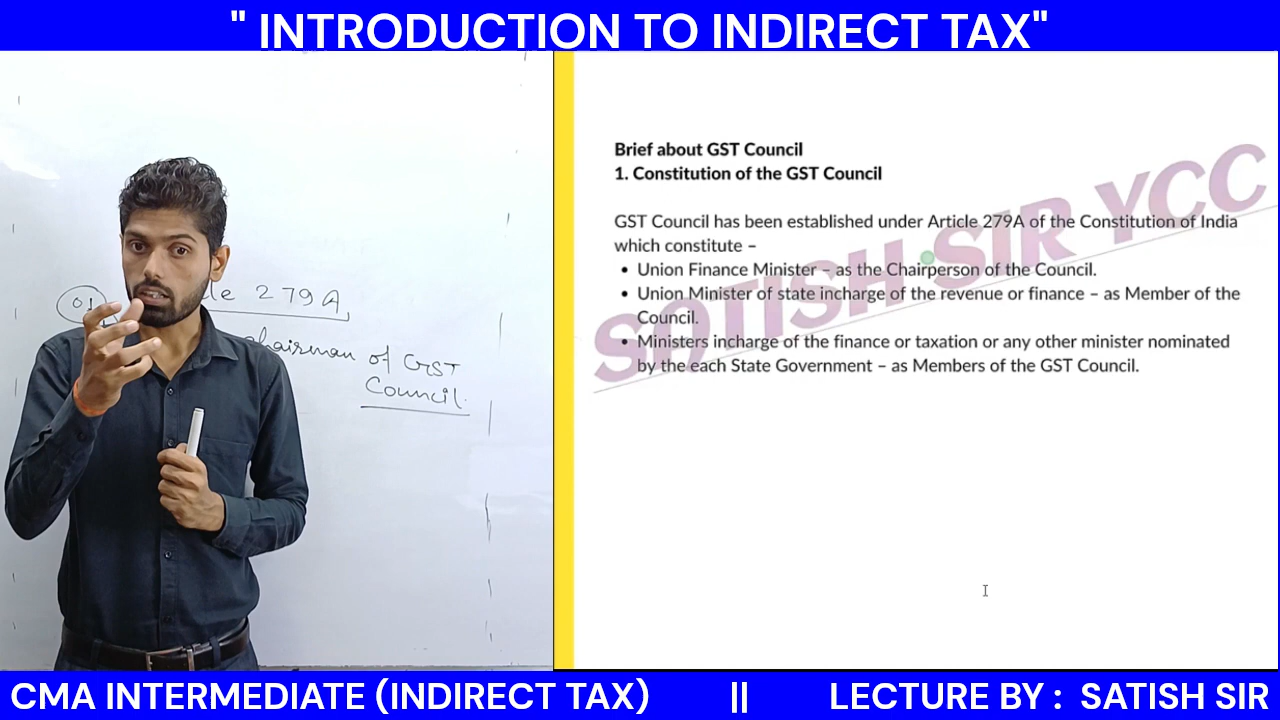 " INTRODUCTION TO INDIRECT TAX"
01
le 279A
chairman of GST
Council.
Brief about GST Council
1. Constitution of the GST Council
GST Council has been established under Article 279A of the Constitution of India
which constitute –
• Union Finance Minister – as the Chairperson of the Council.
• Union Minister of state incharge of the revenue or finance – as Member of the
Council.
• Ministers incharge of the finance or taxation or any other minister nominated
by the each State Government – as Members of the GST Council.
SATISH SIR YCC
CMA INTERMEDIATE (INDIRECT TAX) || LECTURE BY : SATISH SIR